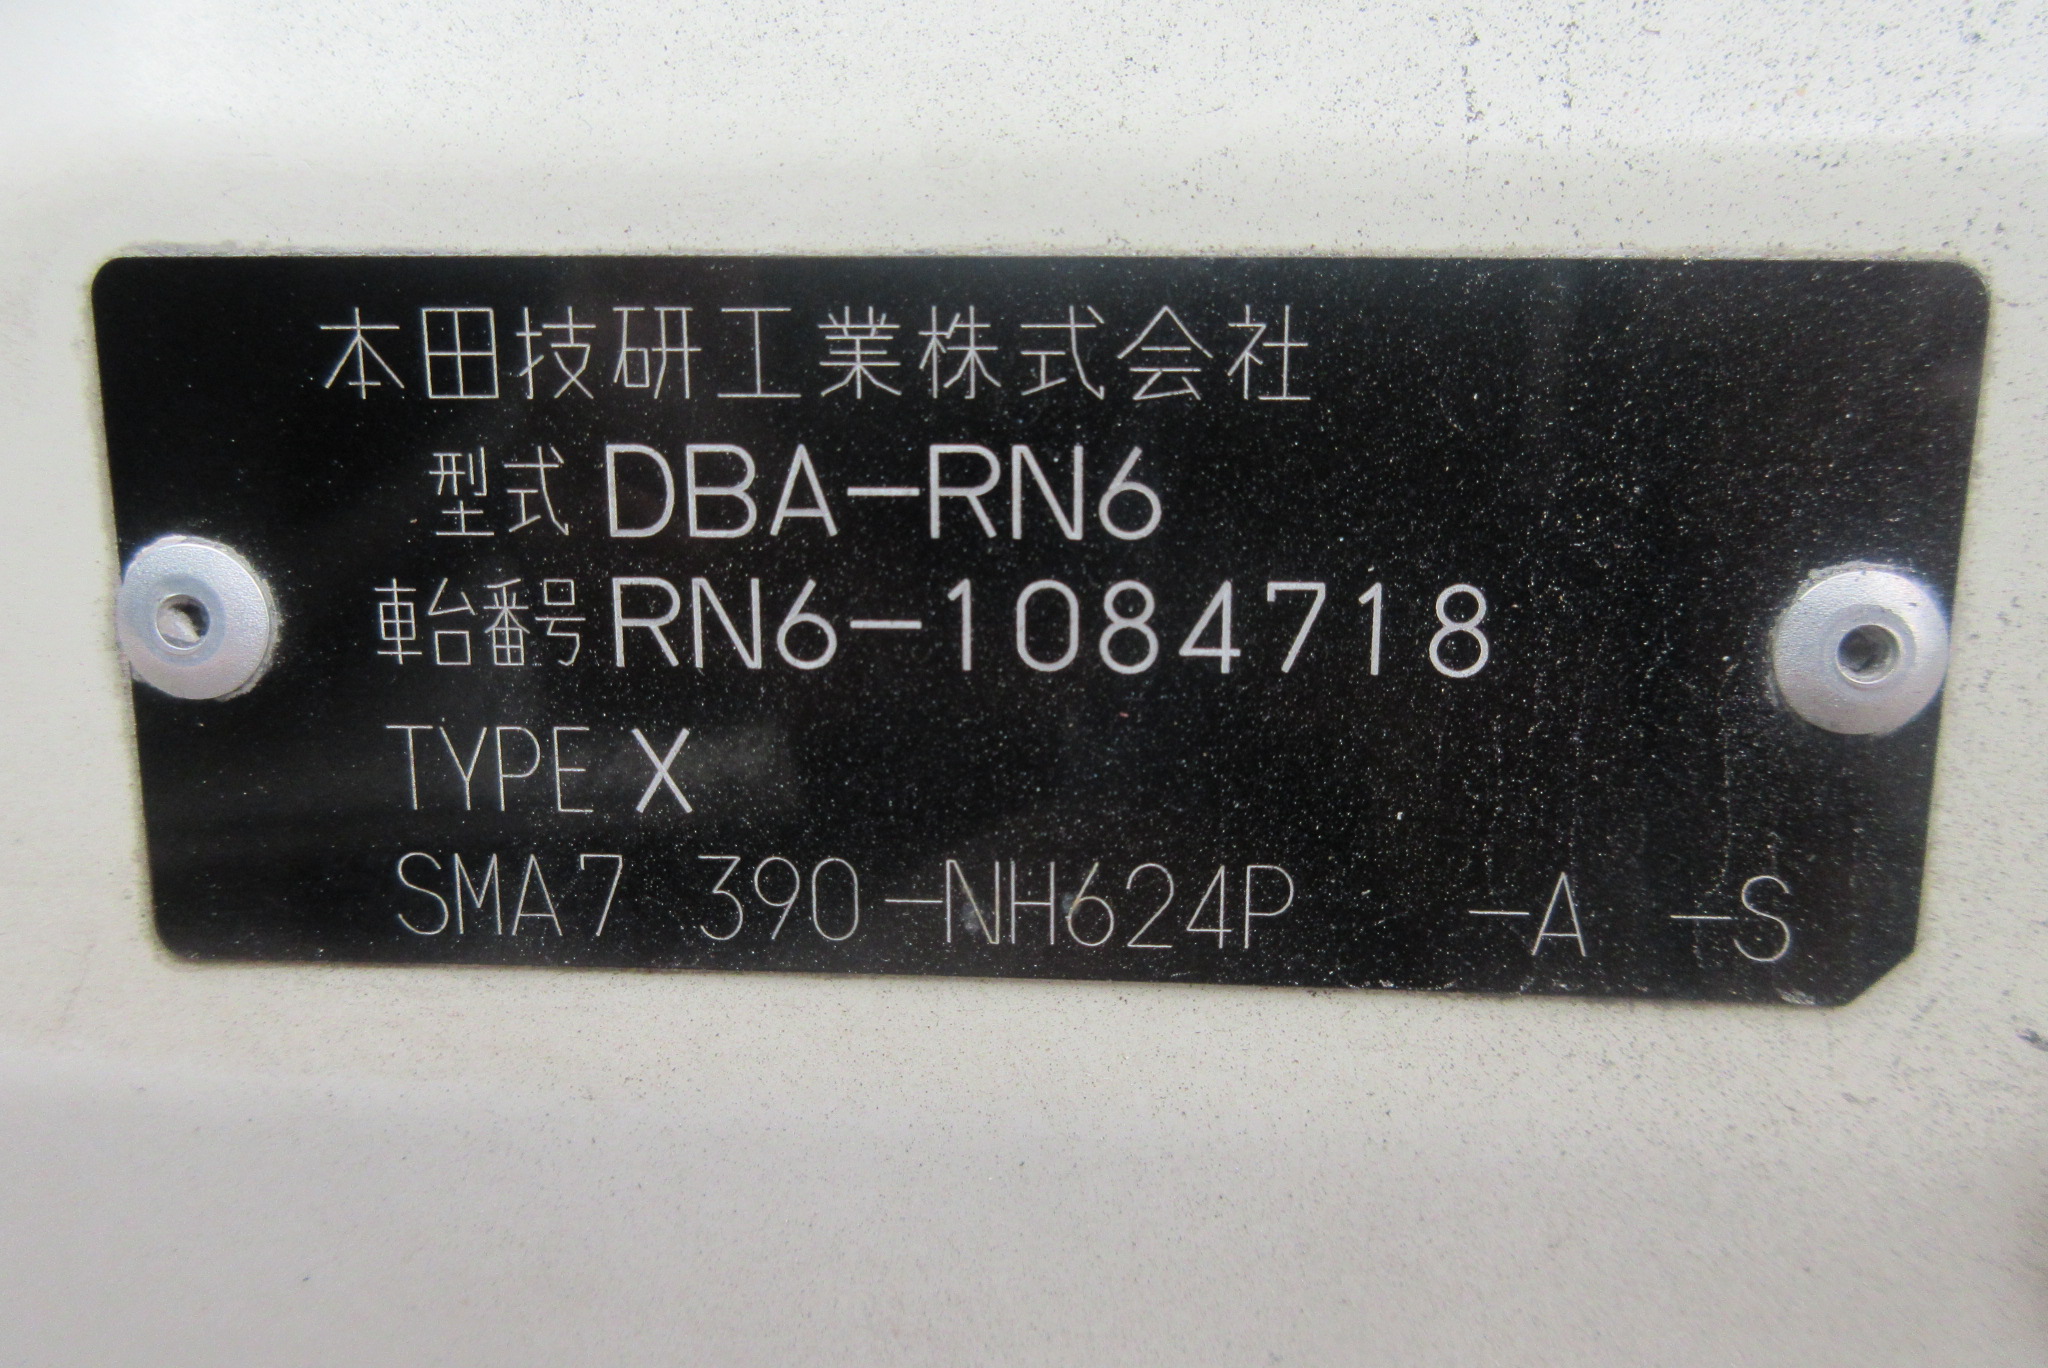 本田技研工業株式会社
型式 DBA-RN6
車台番号 RN6-1084718
TYPE X
SMA7 390-NH624P -A -S